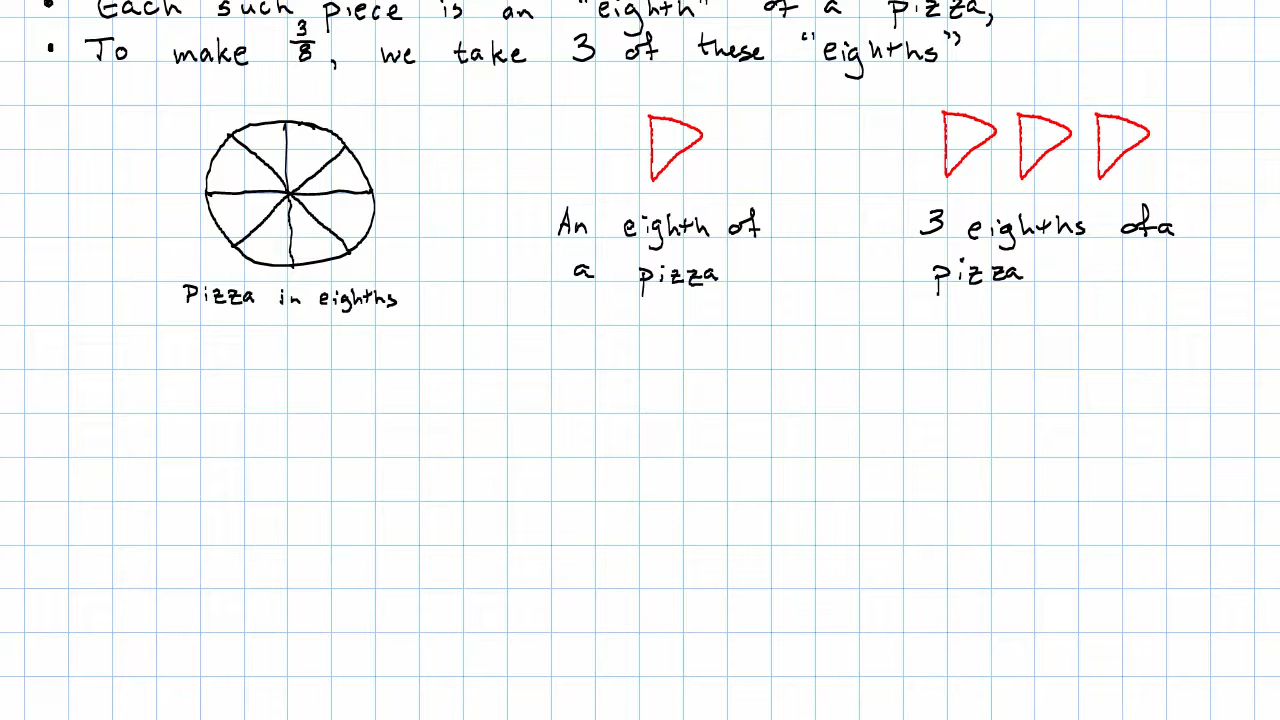 • Each such piece is an "eighth" of a pizza,
• To make 3/8, we take 3 of these "eighths"
An eighth of
a pizza
3 eighths of a
pizza
Pizza in eighths